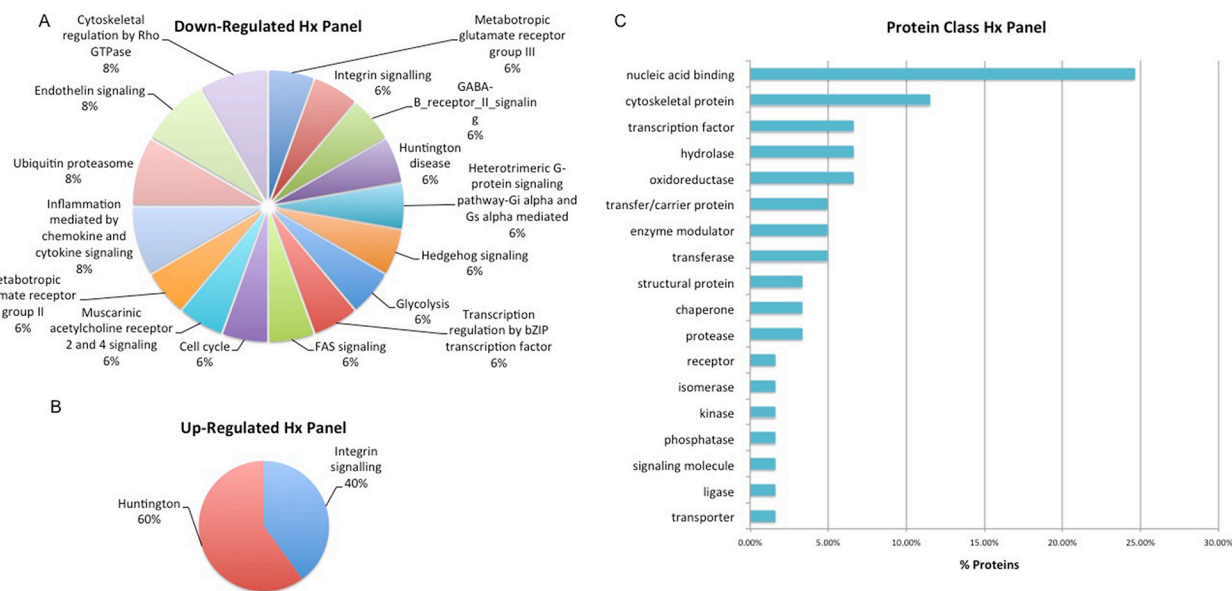 A
Down-Regulated Hx Panel
Cytoskeletal
regulation by Rho
GTPase
8%
Metabotropic
glutamate receptor
group III
6%
Integrin signalling
6%
GABA-
B_receptor_II_signalin
g
6%
Huntington
disease
6%
Heterotrimeric G-
protein signaling
pathway-Gi alpha and
Gs alpha mediated
6%
Hedgehog signaling
6%
Glycolysis
6%
Transcription
regulation by bZIP
transcription factor
6%
FAS signaling
6%
Cell cycle
6%
Muscarinic
acetylcholine receptor
2 and 4 signaling
6%
etabotropic
mate receptor
group II
6%
Inflammation
mediated by
chemokine and
cytokine signaling
8%
Ubiquitin proteasome
8%
Endothelin signaling
8%
B
Up-Regulated Hx Panel
Integrin
signalling
40%
Huntington
60%
C
Protein Class Hx Panel
nucleic acid binding
cytoskeletal protein
transcription factor
hydrolase
oxidoreductase
transfer/carrier protein
enzyme modulator
transferase
structural protein
chaperone
protease
receptor
isomerase
kinase
phosphatase
signaling molecule
ligase
transporter
0.00% 5.00% 10.00% 15.00% 20.00% 25.00% 30.00%
% Proteins